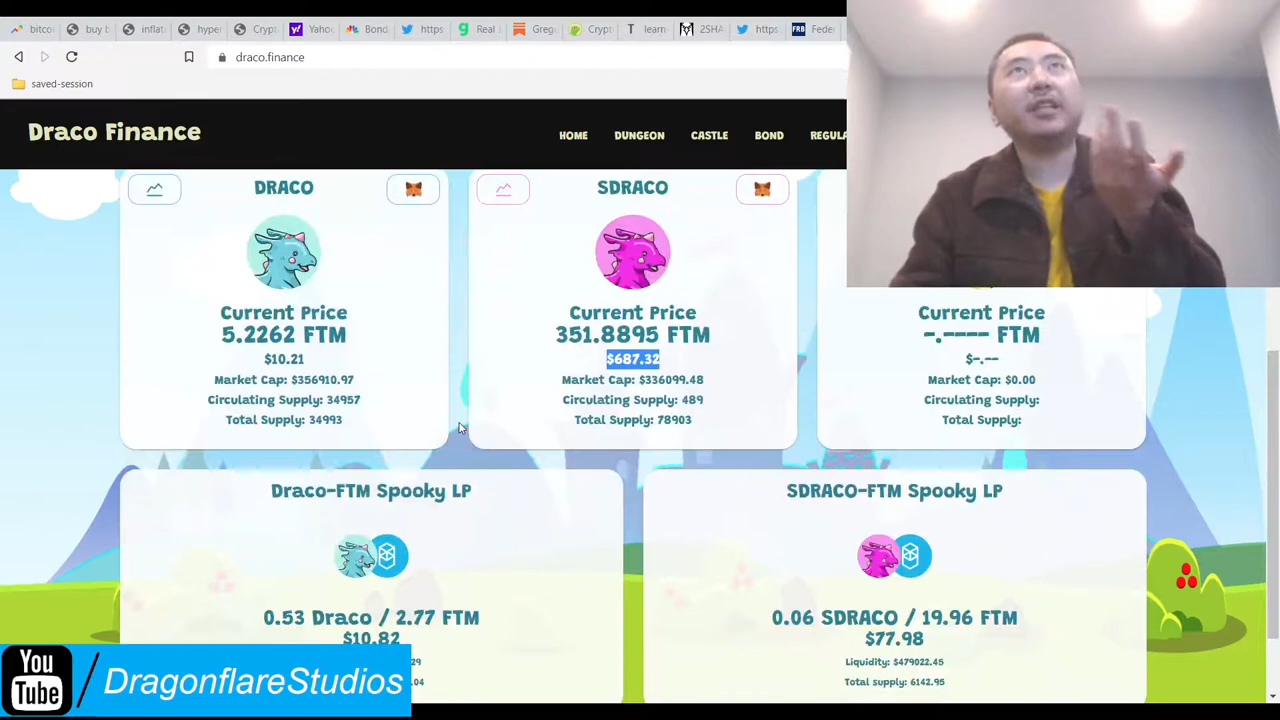 bitco
buy b
inflat
hyper
Crypt
Yahoo
Bond
https
Real
Grego
Crypt
learn
2SHA
https
Feder
draco.finance
saved-session
Draco Finance
HOME
DUNGEON
CASTLE
BOND
REGULA
DRACO
Current Price
5.2262 FTM
$10.21
Market Cap: $356910.97
Circulating Supply: 34957
Total Supply: 34993
SDRACO
Current Price
351.8895 FTM
$687.32
Market Cap: $336099.48
Circulating Supply: 489
Total Supply: 78903
Current Price
-.---- FTM
$-.--
Market Cap: $0.00
Circulating Supply:
Total Supply:
Draco-FTM Spooky LP
0.53 Draco / 2.77 FTM
$10.82
29
.04
SDRACO-FTM Spooky LP
0.06 SDRACO / 19.96 FTM
$77.98
Liquidity: $479022.45
Total supply: 6142.95
You
Tube
DragonflareStudios